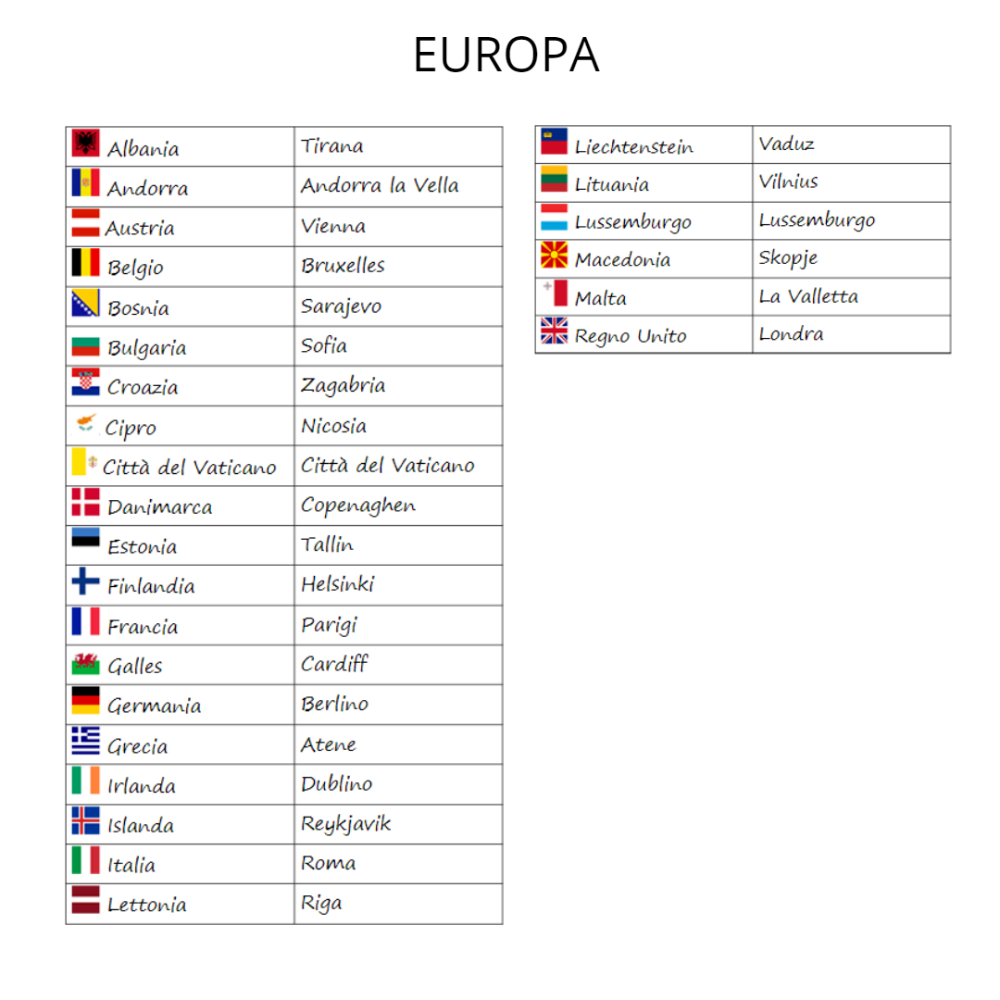 EUROPA
Albania Tirana
Andorra Andorra la Vella
Austria Vienna
Belgio Bruxelles
Bosnia Sarajevo
Bulgaria Sofia
Croazia Zagabria
Cipro Nicosia
Città del Vaticano Città del Vaticano
Danimarca Copenaghen
Estonia Tallin
Finlandia Helsinki
Francia Parigi
Galles Cardiff
Germania Berlino
Grecia Atene
Irlanda Dublino
Islanda Reykjavik
Italia Roma
Lettonia Riga
Liechtenstein Vaduz
Lituania Vilnius
Lussemburgo Lussemburgo
Macedonia Skopje
Malta La Valletta
Regno Unito Londra